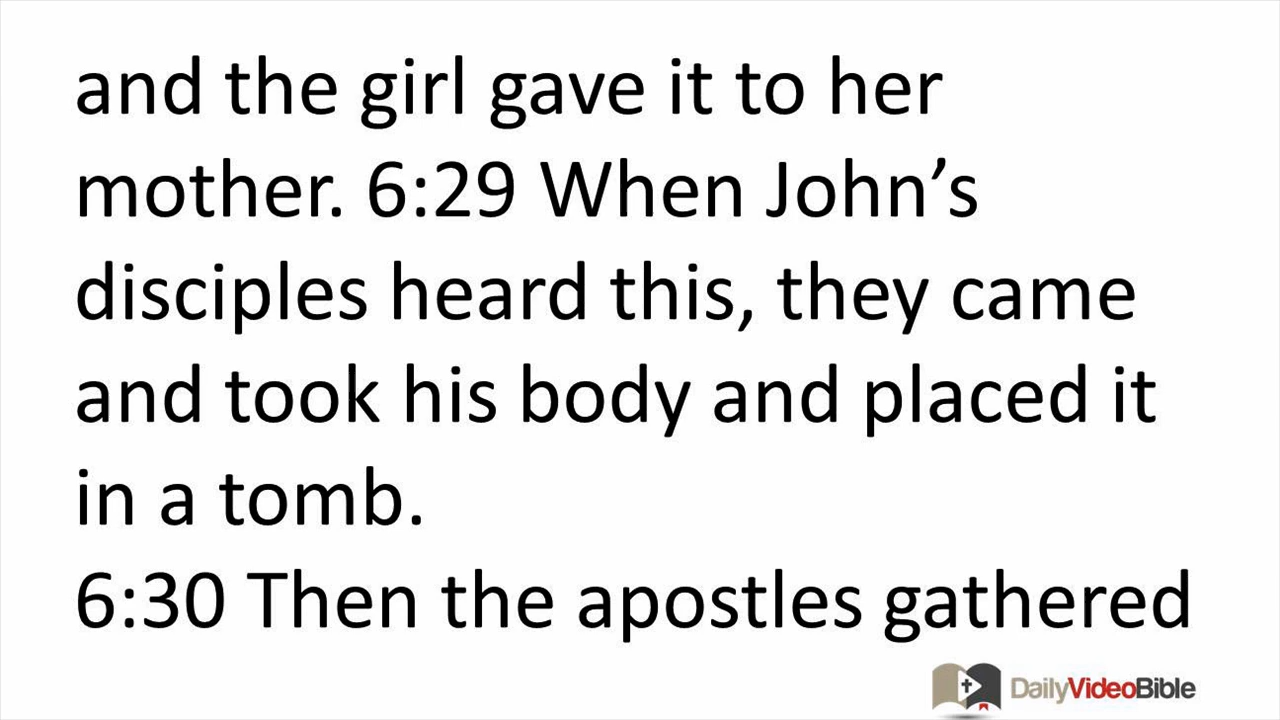 and the girl gave it to her
mother. 6:29 When John’s
disciples heard this, they came
and took his body and placed it
in a tomb.
6:30 Then the apostles gathered
DailyVideoBible